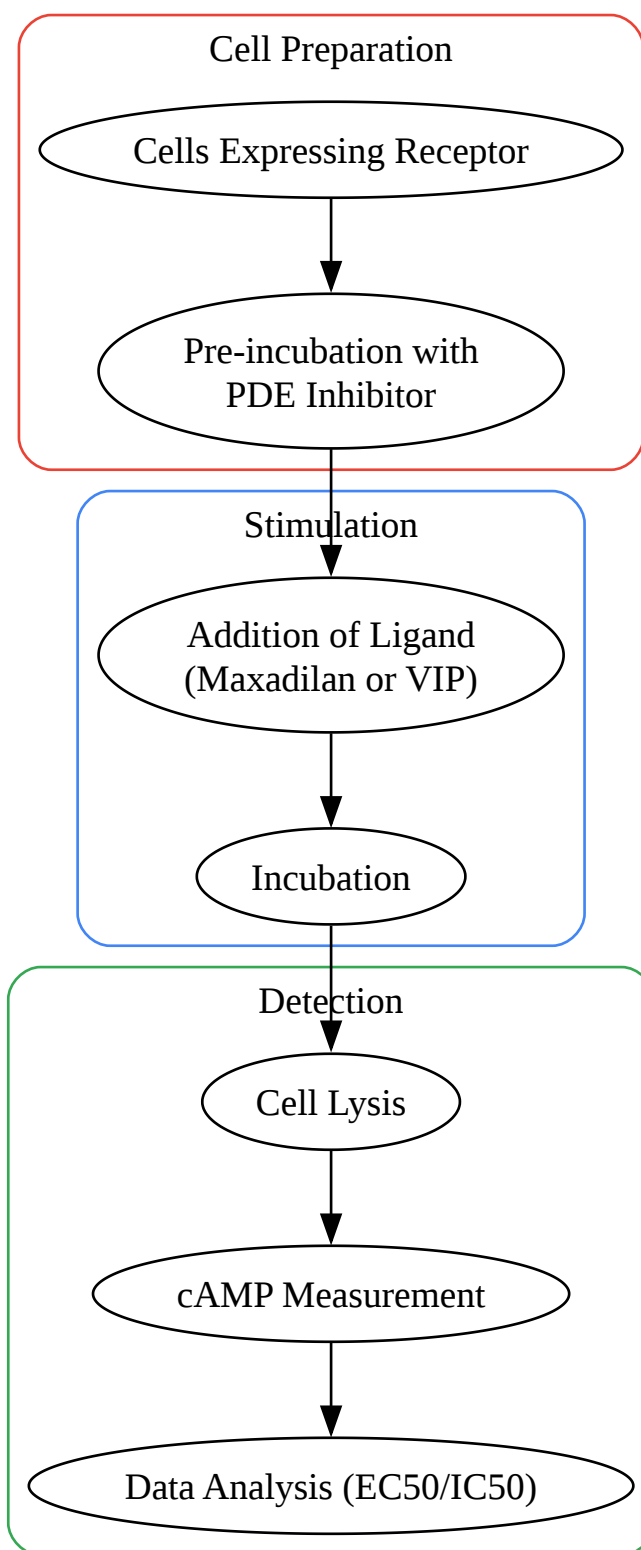 Cell Preparation
Cells Expressing Receptor
Pre-incubation with
PDE Inhibitor
Stimulation
Addition of Ligand
(Maxadilan or VIP)
Incubation
Detection
Cell Lysis
cAMP Measurement
Data Analysis (EC50/IC50)